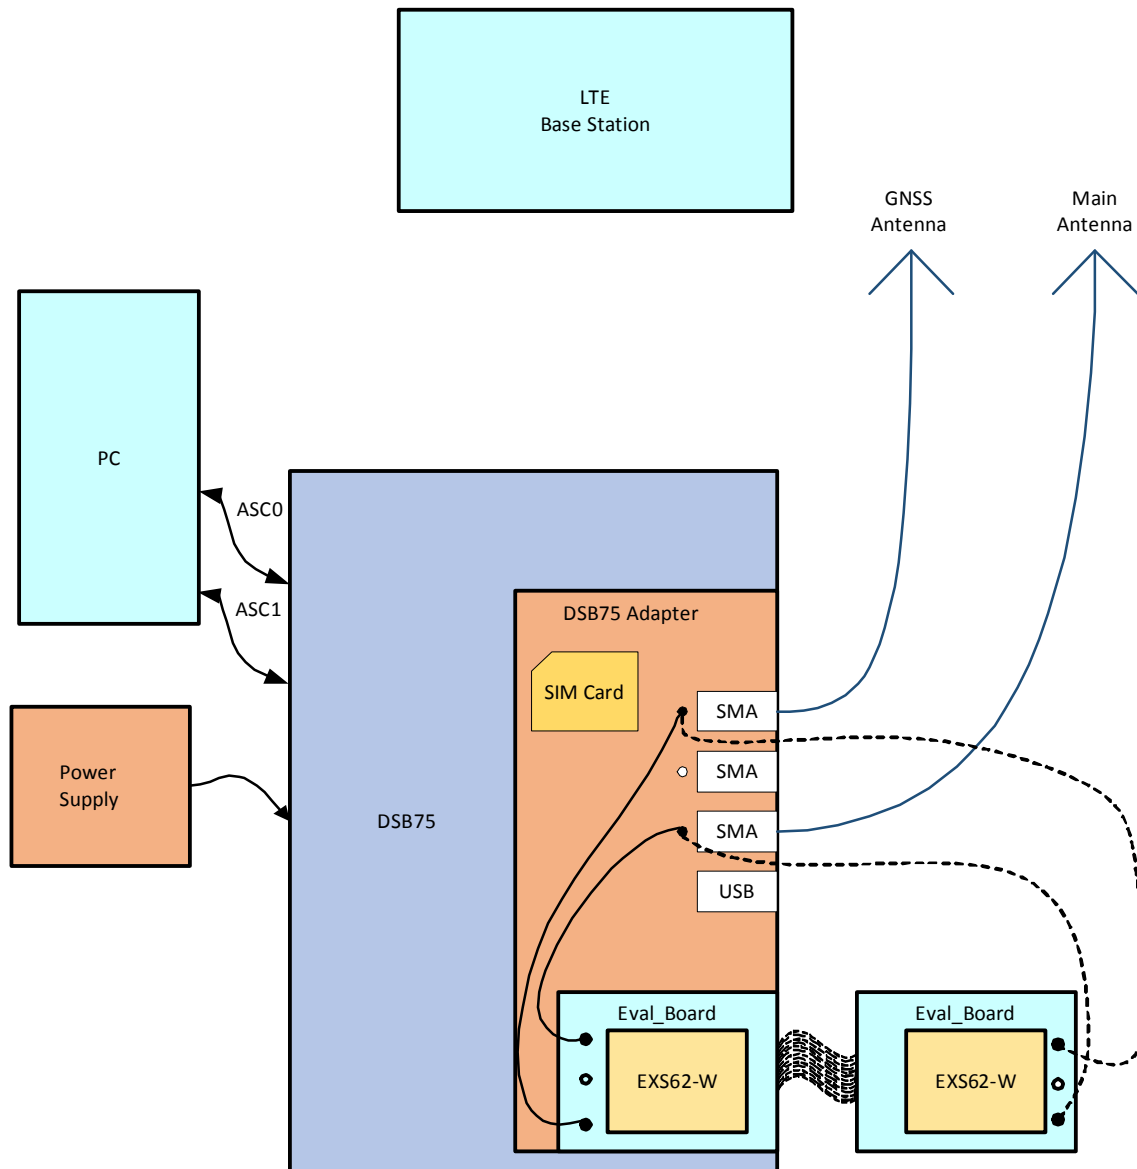 LTE
Base Station
GNSS
Antenna
Main
Antenna
PC
ASC0
ASC1
DSB75 Adapter
SIM Card
SMA
SMA
SMA
USB
Power
Supply
DSB75
Eval_Board
EXS62-W
Eval_Board
EXS62-W